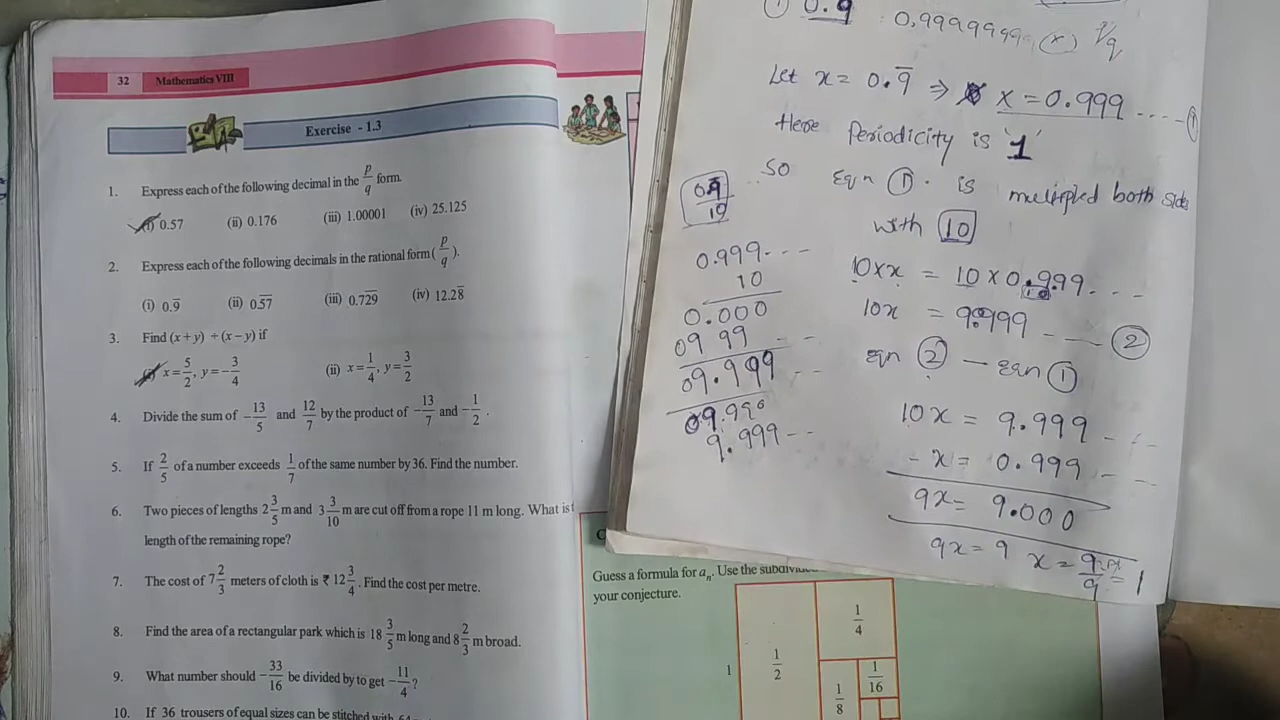 32 Mathematics VIII
Exercise - 1.3
1. Express each of the following decimal in the p/q form.
(i) 0.57 (ii) 0.176 (iii) 1.00001 (iv) 25.125
2. Express each of the following decimals in the rational form (p/q).
(i) 0.9̅ (ii) 0.5̅7̅ (iii) 0.72̅9̅ (iv) 12.28̅
3. Find (x + y) ÷ (x – y) if
x = 5/2, y = – 3/4 (ii) x = 1/4, y = 3/2
4. Divide the sum of – 13/5 and 12/7 by the product of – 13/7 and – 1/2 .
5. If 2/5 of a number exceeds 1/7 of the same number by 36. Find the number.
6. Two pieces of lengths 2 3/5 m and 3 3/10 m are cut off from a rope 11 m long. What is
length of the remaining rope?
7. The cost of 7 2/3 meters of cloth is ₹ 12 3/4 . Find the cost per metre.
8. Find the area of a rectangular park which is 18 3/5 m long and 8 2/3 m broad.
9. What number should – 33/16 be divided by to get – 11/4 ?
10. If 36 trousers of equal sizes can be stitched with
Guess a formula for aₙ. Use the
your conjecture.
1
1/2
1/4
1/8
1/16
① 0.9 0,9999999 (x) p/q
Let x = 0.9̅ ⇒ x = 0.999 .... ①
Here Periodicity is '1'
So Eqn ① . is multipled both side
with 10
10×x = 10×0.999...
10x = 9.999 ②
eqn ② — Eqn ①
10x = 9.999
- x = 0.999
9x = 9.000
9x = 9 x = 9/9 = 1
0.9
10
0.999...
10
0.000
0999
09.999
9.999--